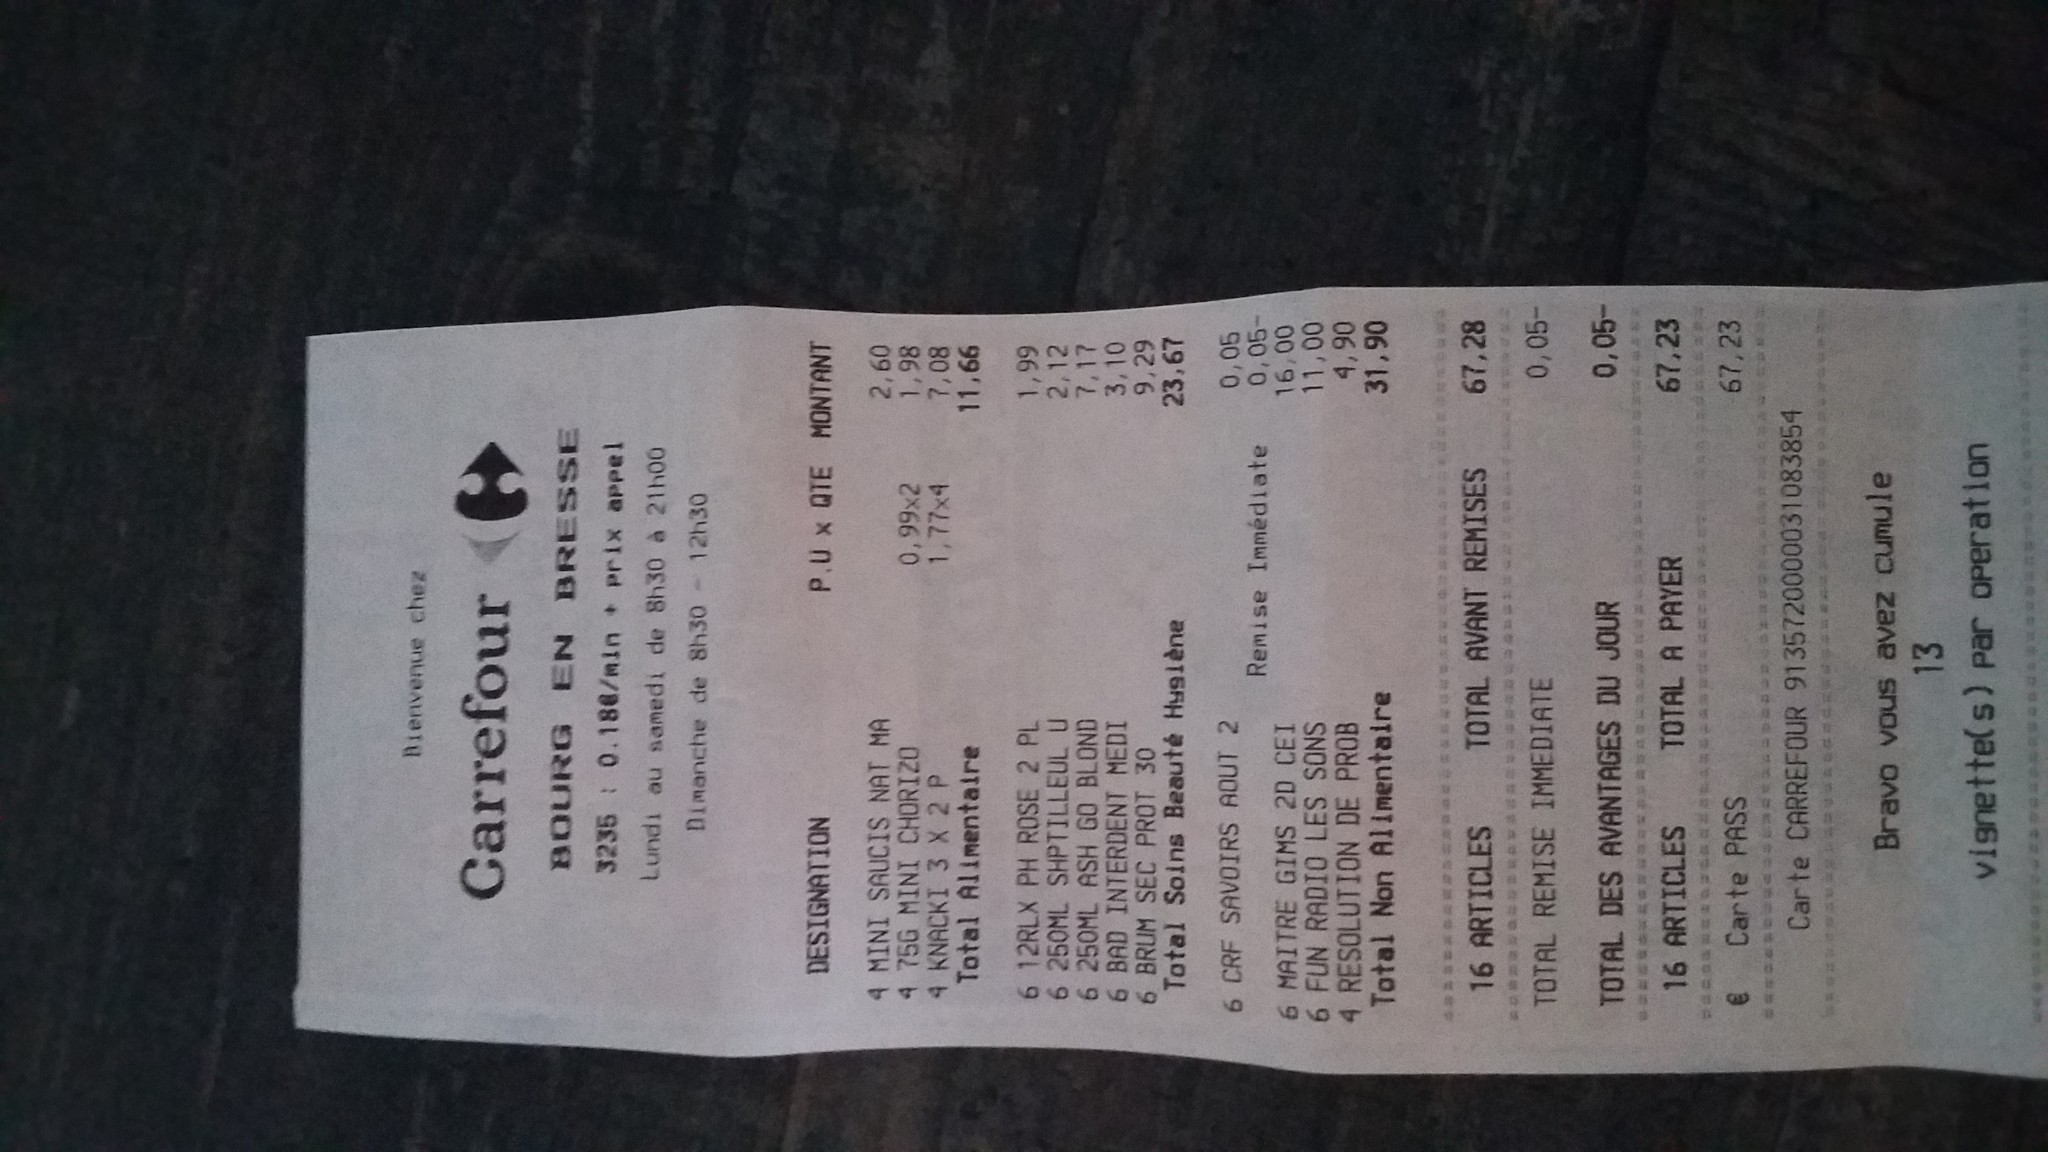 Bienvenue chez
Carrefour
BOURG EN BRESSE
3235 : 0.18€/min + prix appel
Lundi au samedi de 8h30 à 21h00
Dimanche de 8h30 - 12h30
DESIGNATION P.U x QTE MONTANT
4 MINI SAUCIS NAT MA 2,60
4 75G MINI CHORIZO 0,99x2 1,98
4 KNACKI 3 X 2 P 1,77x4 7,08
Total Alimentaire 11,66
6 12RLX PH ROSE 2 PL 1,99
6 250ML SHPTILLEUL U 2,12
6 250ML ASH GO BLOND 7,17
6 BAD INTERDENT MEDI 3,10
6 BRUM SEC PROT 30 9,29
Total Soins Beauté Hygiène 23,67
6 CRF SAVOIRS AOUT 2 0,05
Remise Immédiate 0,05-
6 MAITRE GIMS 2D CEI 16,00
6 FUN RADIO LES SONS 11,00
4 RESOLUTION DE PROB 4,90
Total Non Alimentaire 31,90
16 ARTICLES TOTAL AVANT REMISES 67,28
TOTAL REMISE IMMEDIATE 0,05-
TOTAL DES AVANTAGES DU JOUR 0,05-
16 ARTICLES TOTAL A PAYER 67,23
@ Carte PASS 67,23
Carte CARREFOUR 9135720000031083854
Bravo vous avez cumule
13
vignette(s) par operation